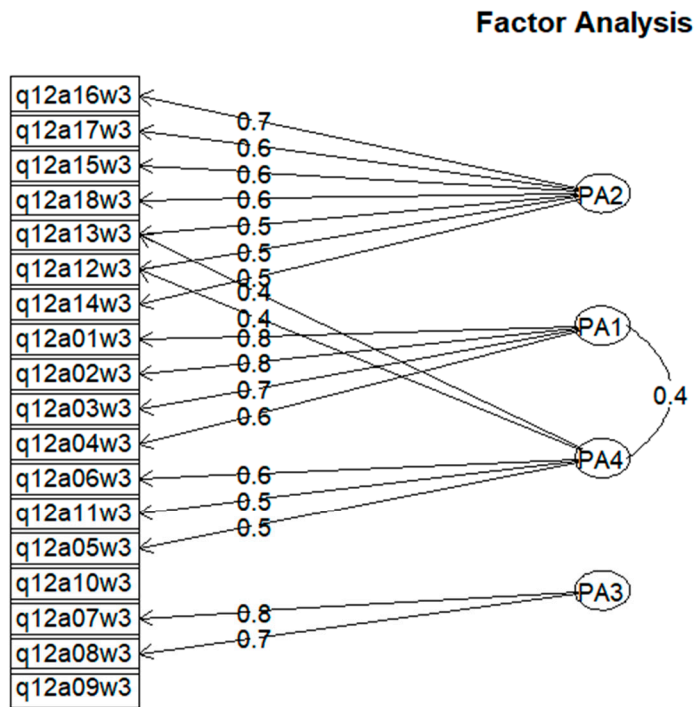 Factor Analysis
q12a16w3
q12a17w3
q12a15w3
q12a18w3
q12a13w3
q12a12w3
q12a14w3
q12a01w3
q12a02w3
q12a03w3
q12a04w3
q12a06w3
q12a11w3
q12a05w3
q12a10w3
q12a07w3
q12a08w3
q12a09w3
0.7
0.6
0.6
0.6
0.5
0.5
0.5
0.4
0.4
0.8
0.8
0.7
0.6
0.6
0.5
0.5
0.8
0.7
PA2
PA1
0.4
PA4
PA3